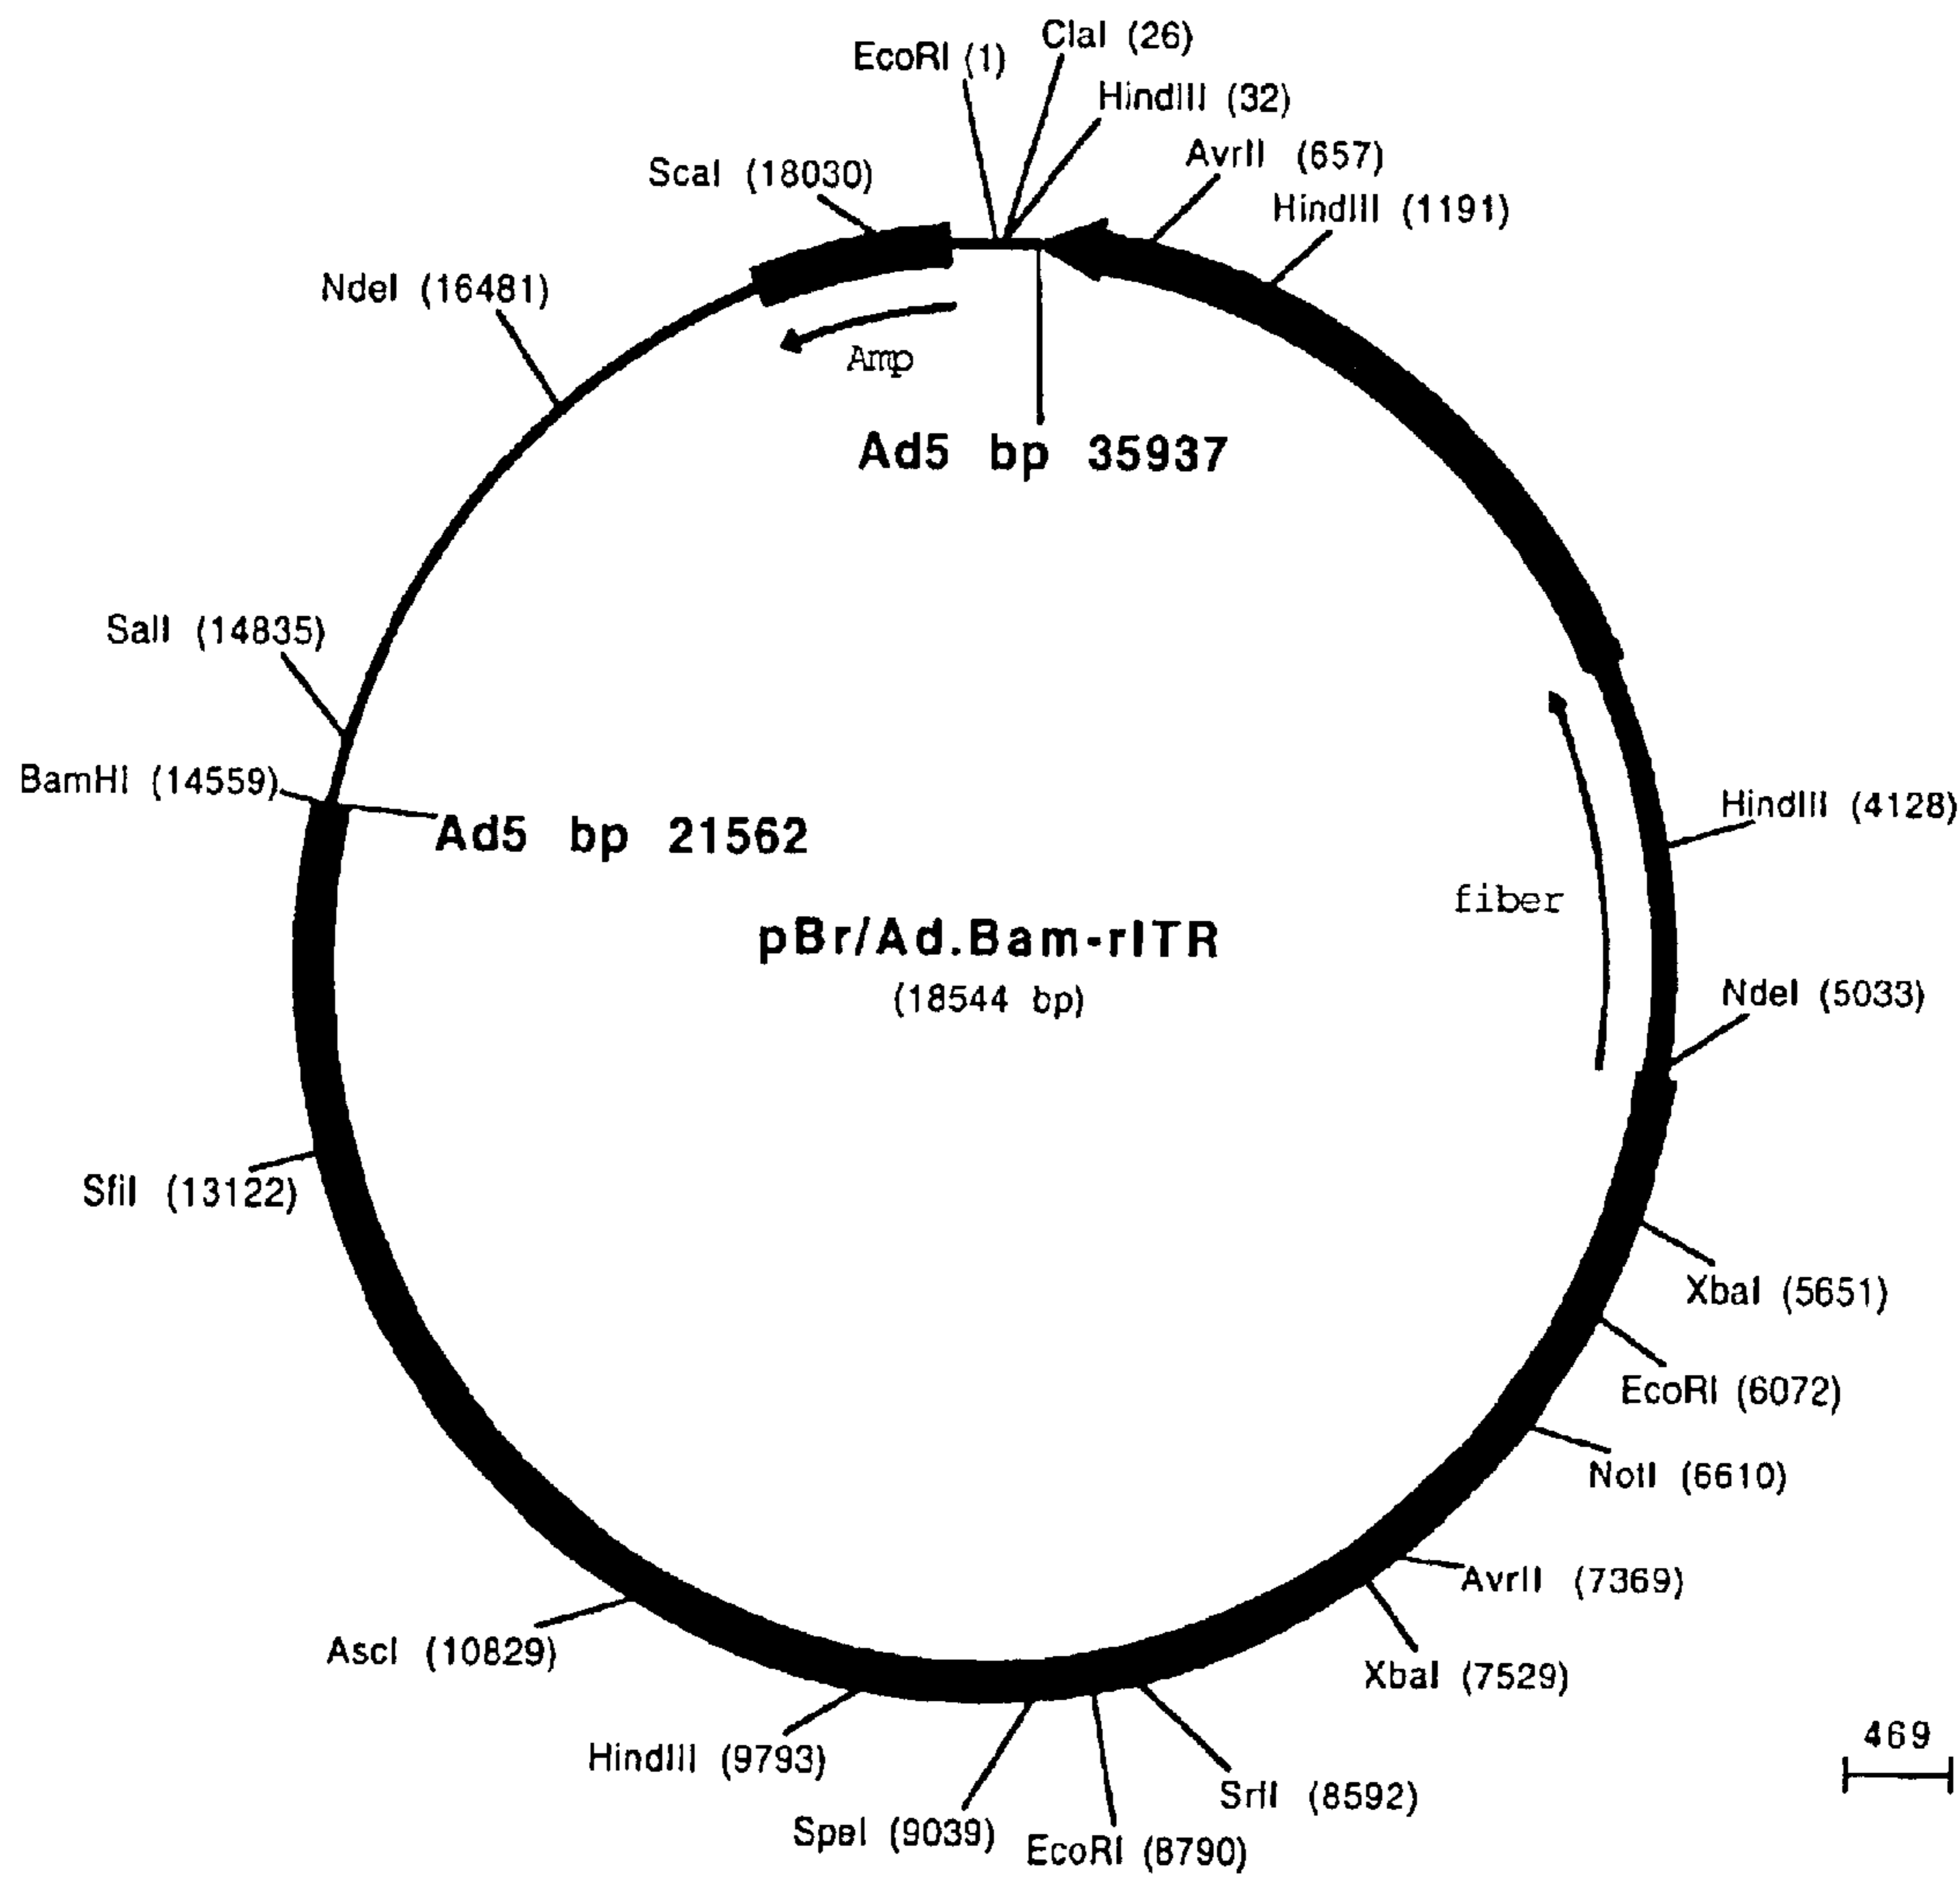 EcoRI (1)
ClaI (26)
HindIII (32)
AvrII (657)
HindIII (1191)
ScaI (18030)
NdeI (16481)
Amp
Ad5 bp 35937
SalI (14835)
BamHI (14559)
Ad5 bp 21562
HindIII (4128)
fiber
pBr/Ad.Bam-rITR
(18544 bp)
NdeI (5033)
SfiI (13122)
XbaI (5651)
EcoRI (6072)
NotI (6610)
AvrII (7369)
AscI (10829)
XbaI (7529)
HindIII (9793)
SrfI (8592)
SpeI (9039)
EcoRI (8790)
469